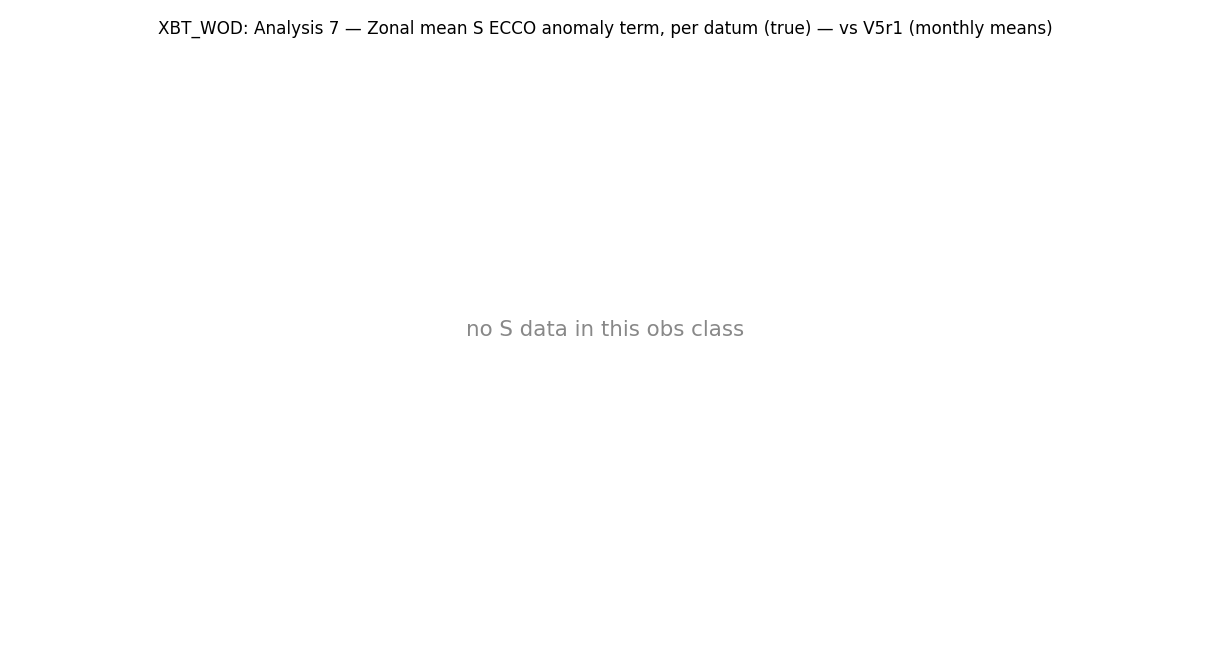 XBT_WOD: Analysis 7 — Zonal mean S ECCO anomaly term, per datum (true) — vs V5r1 (monthly means)
no S data in this obs class